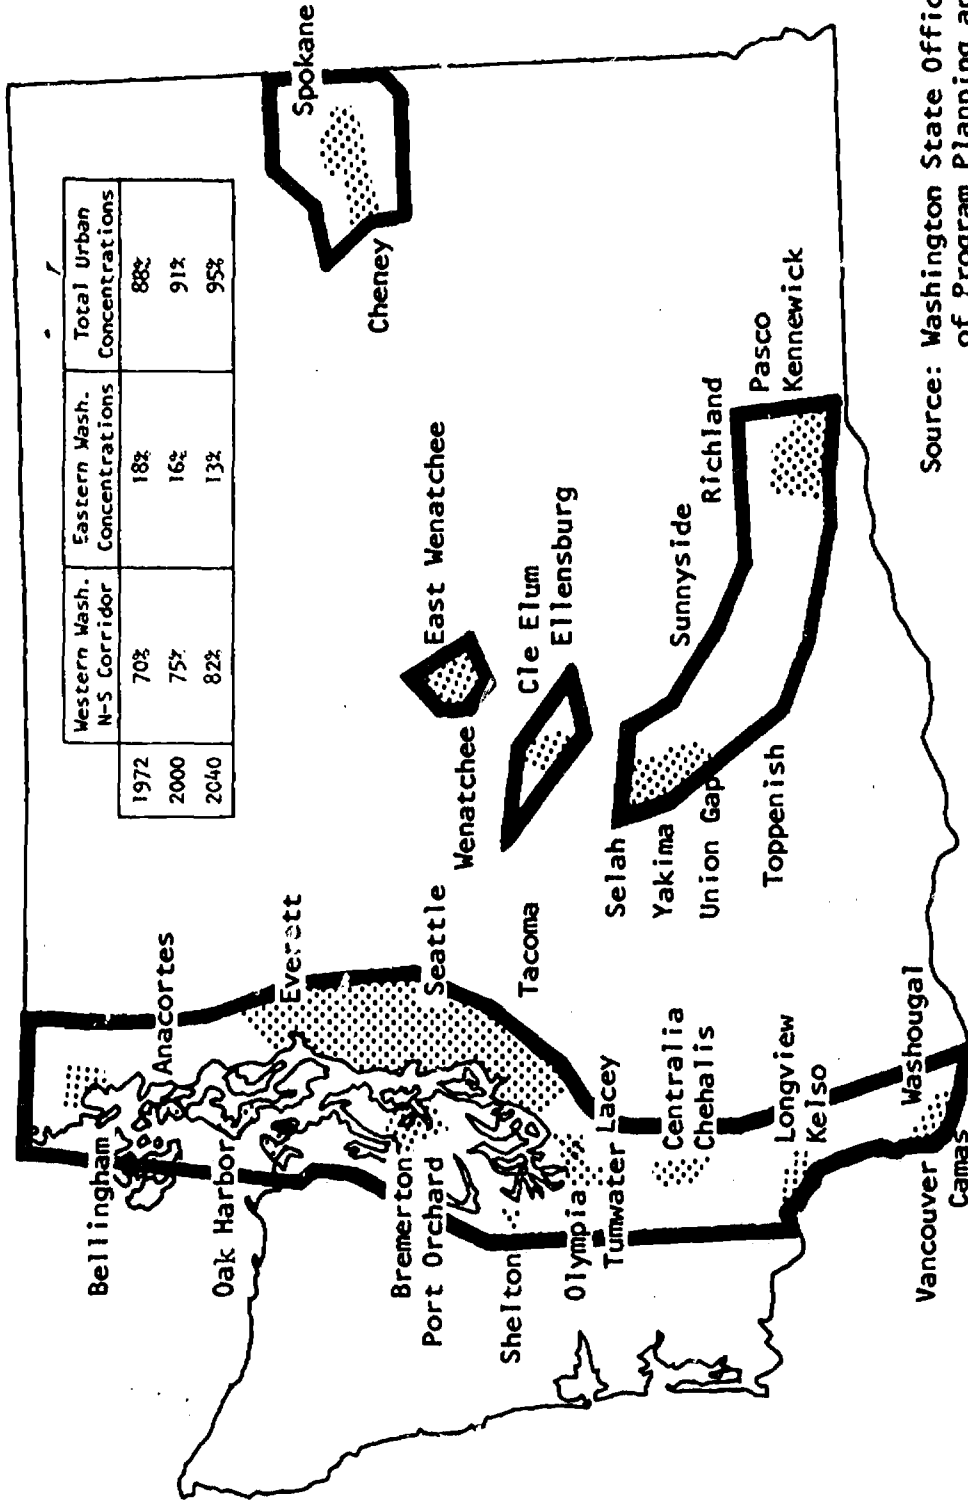 Western Wash. Eastern Wash. Total Urban
N-S Corridor Concentrations Concentrations
1972 70% 18% 88%
2000 75% 16% 91%
2040 82% 13% 95%
Bellingham
Anacortes
Oak Harbor
Everett
Bremerton
Port Orchard
Seattle
Shelton
Tacoma
Olympia
Tumwater Lacey
Centralia
Chehalis
Longview
Kelso
Vancouver
Washougal
Camas
Wenatchee
East Wenatchee
Cle Elum
Ellensburg
Selah
Yakima
Union Gap
Toppenish
Sunnyside
Richland
Pasco
Kennewick
Cheney
Spokane
Source: Washington State Offic
of Program Planning an